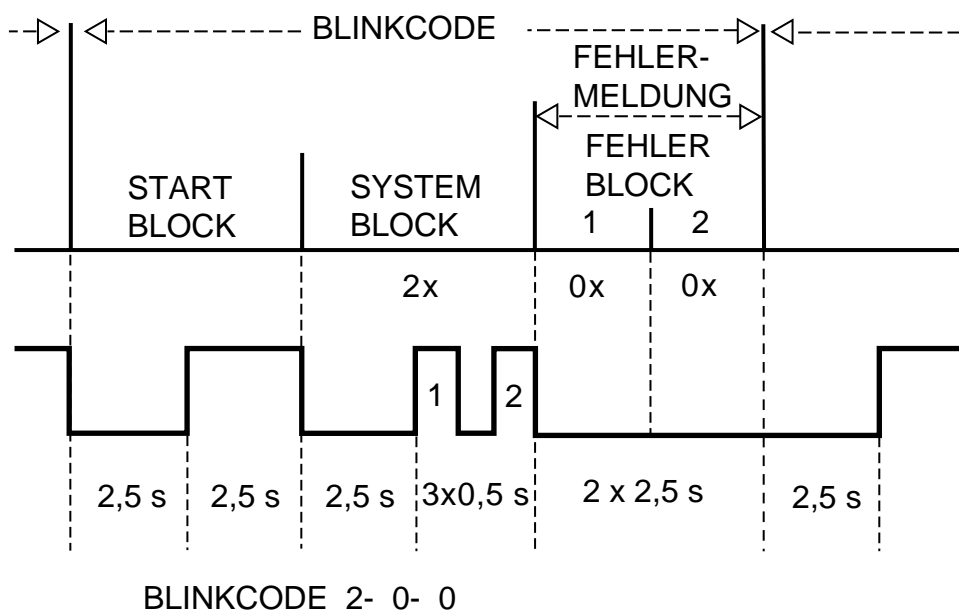 BLINKCODE
FEHLER-
MELDUNG
FEHLER
BLOCK
START
BLOCK
SYSTEM
BLOCK
1 2
2x 0x 0x
1 2
2,5 s 2,5 s 2,5 s 3x0,5 s 2 x 2,5 s 2,5 s
BLINKCODE 2- 0- 0